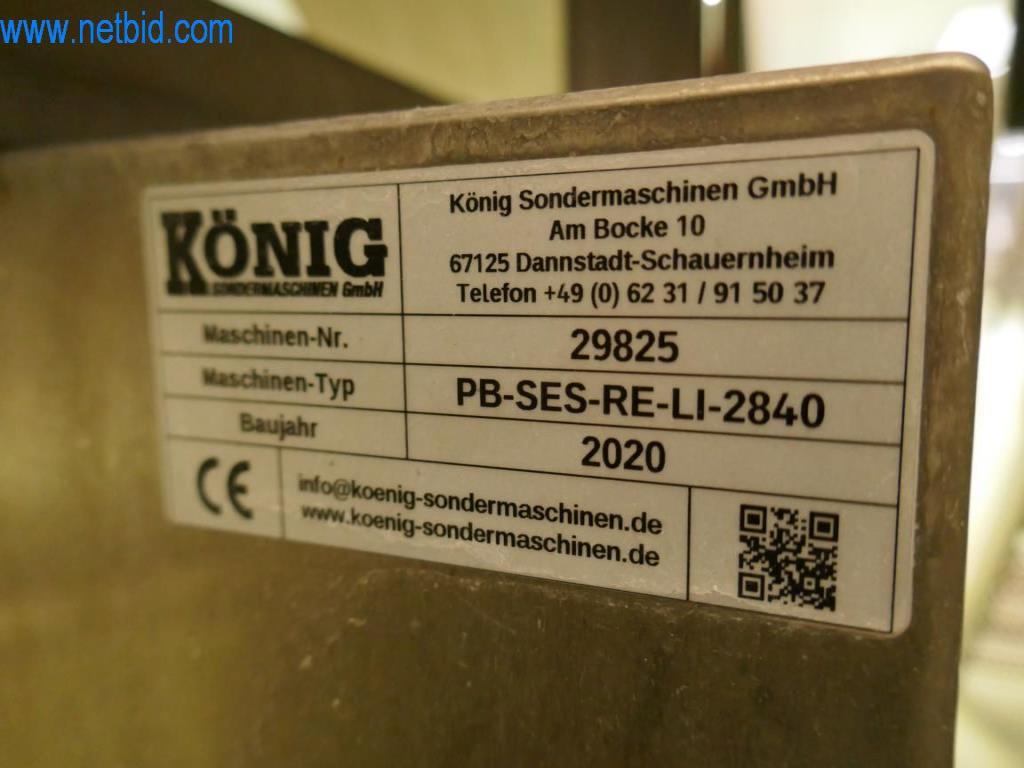 www.netbid.com
KÖNIG
SONDERMASCHINEN GmbH
König Sondermaschinen GmbH
Am Bocke 10
67125 Dannstadt-Schauernheim
Telefon +49 (0) 6 2 31 / 91 50 37
Maschinen-Nr. 29825
Maschinen-Typ PB-SES-RE-LI-2840
Baujahr 2020
CE
info@koenig-sondermaschinen.de
www.koenig-sondermaschinen.de